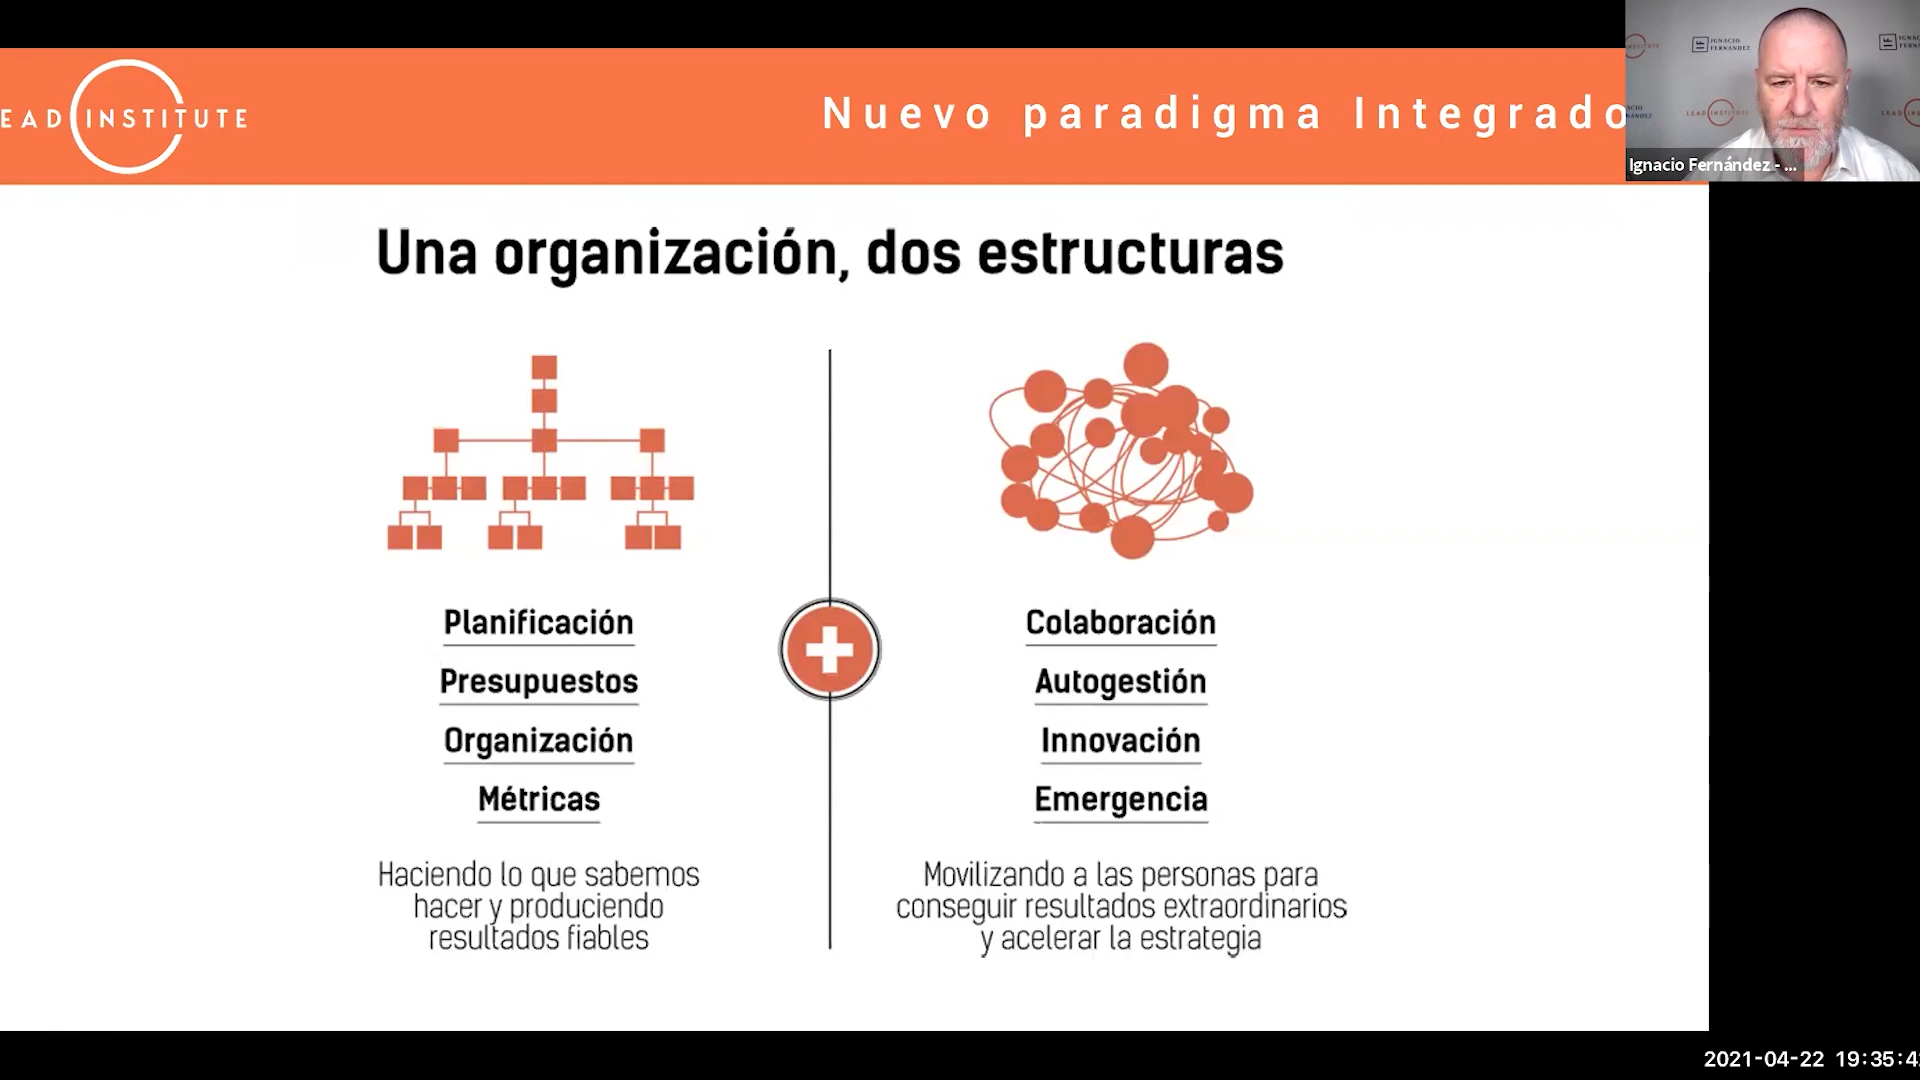 EAD INSTITUTE
Nuevo paradigma Integrado
IGNACIO
FERNÁNDEZ
Ignacio Fernández - ...
Una organización, dos estructuras
Planificación
Presupuestos
Organización
Métricas
Haciendo lo que sabemos
hacer y produciendo
resultados fiables
Colaboración
Autogestión
Innovación
Emergencia
Movilizando a las personas para
conseguir resultados extraordinarios
y acelerar la estrategia
2021-04-22 19:35:4